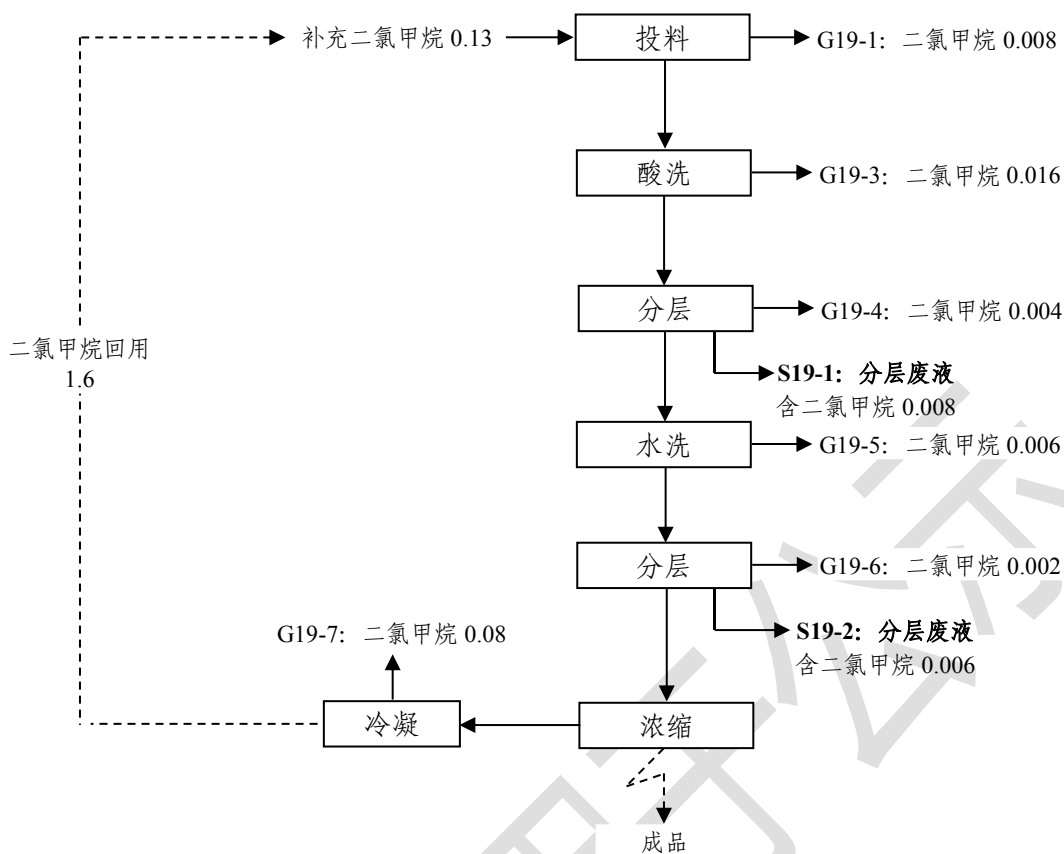 补充二氯甲烷 0.13
投料
G19-1：二氯甲烷 0.008
酸洗
G19-3：二氯甲烷 0.016
分层
G19-4：二氯甲烷 0.004
二氯甲烷回用
1.6
S19-1：分层废液
含二氯甲烷 0.008
水洗
G19-5：二氯甲烷 0.006
分层
G19-6：二氯甲烷 0.002
G19-7：二氯甲烷 0.08
S19-2：分层废液
含二氯甲烷 0.006
冷凝
浓缩
成品
于公示